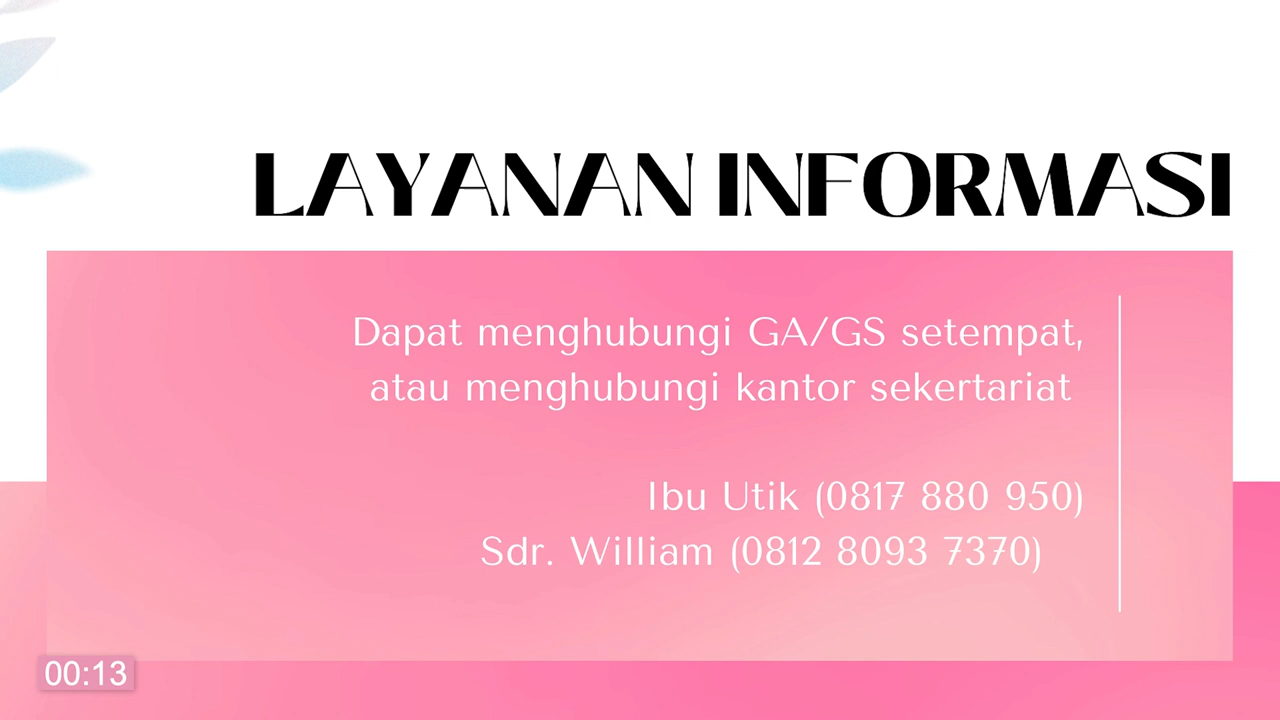 LAYANAN INFORMASI
Dapat menghubungi GA/GS setempat,
atau menghubungi kantor sekertariat
Ibu Utik (0817 880 950)
Sdr. William (0812 8093 7370)
00:13